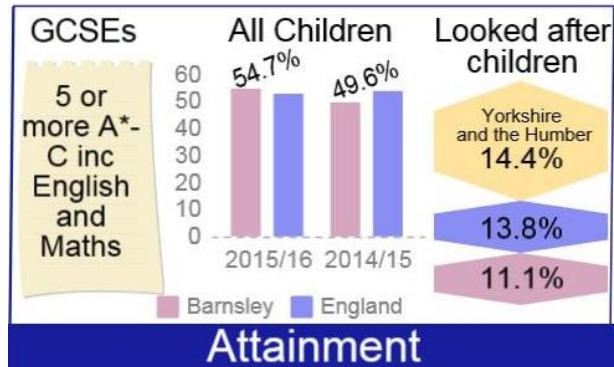 GCSEs
5 or
more A*-
C inc
English
and
Maths
All Children
60
50
40
30
20
10
0
54.7%
49.6%
2015/16
2014/15
Barnsley
England
Looked after
children
Yorkshire
and the Humber
14.4%
13.8%
11.1%
Attainment